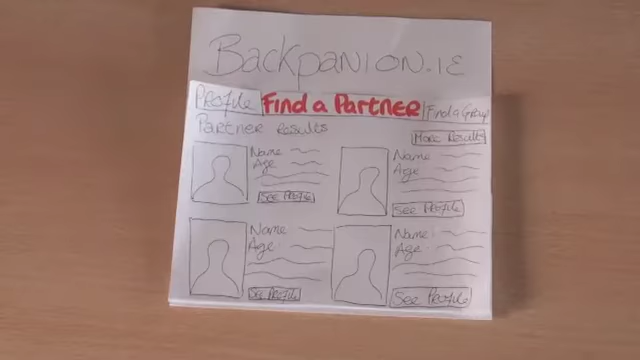 Backpanion.ie
Profile Find a Partner Find a Group
Partner Results
More Results
Name
Age
See Profile
Name
Age
See Profile
Name
Age
See Profile
Name
Age
See Profile